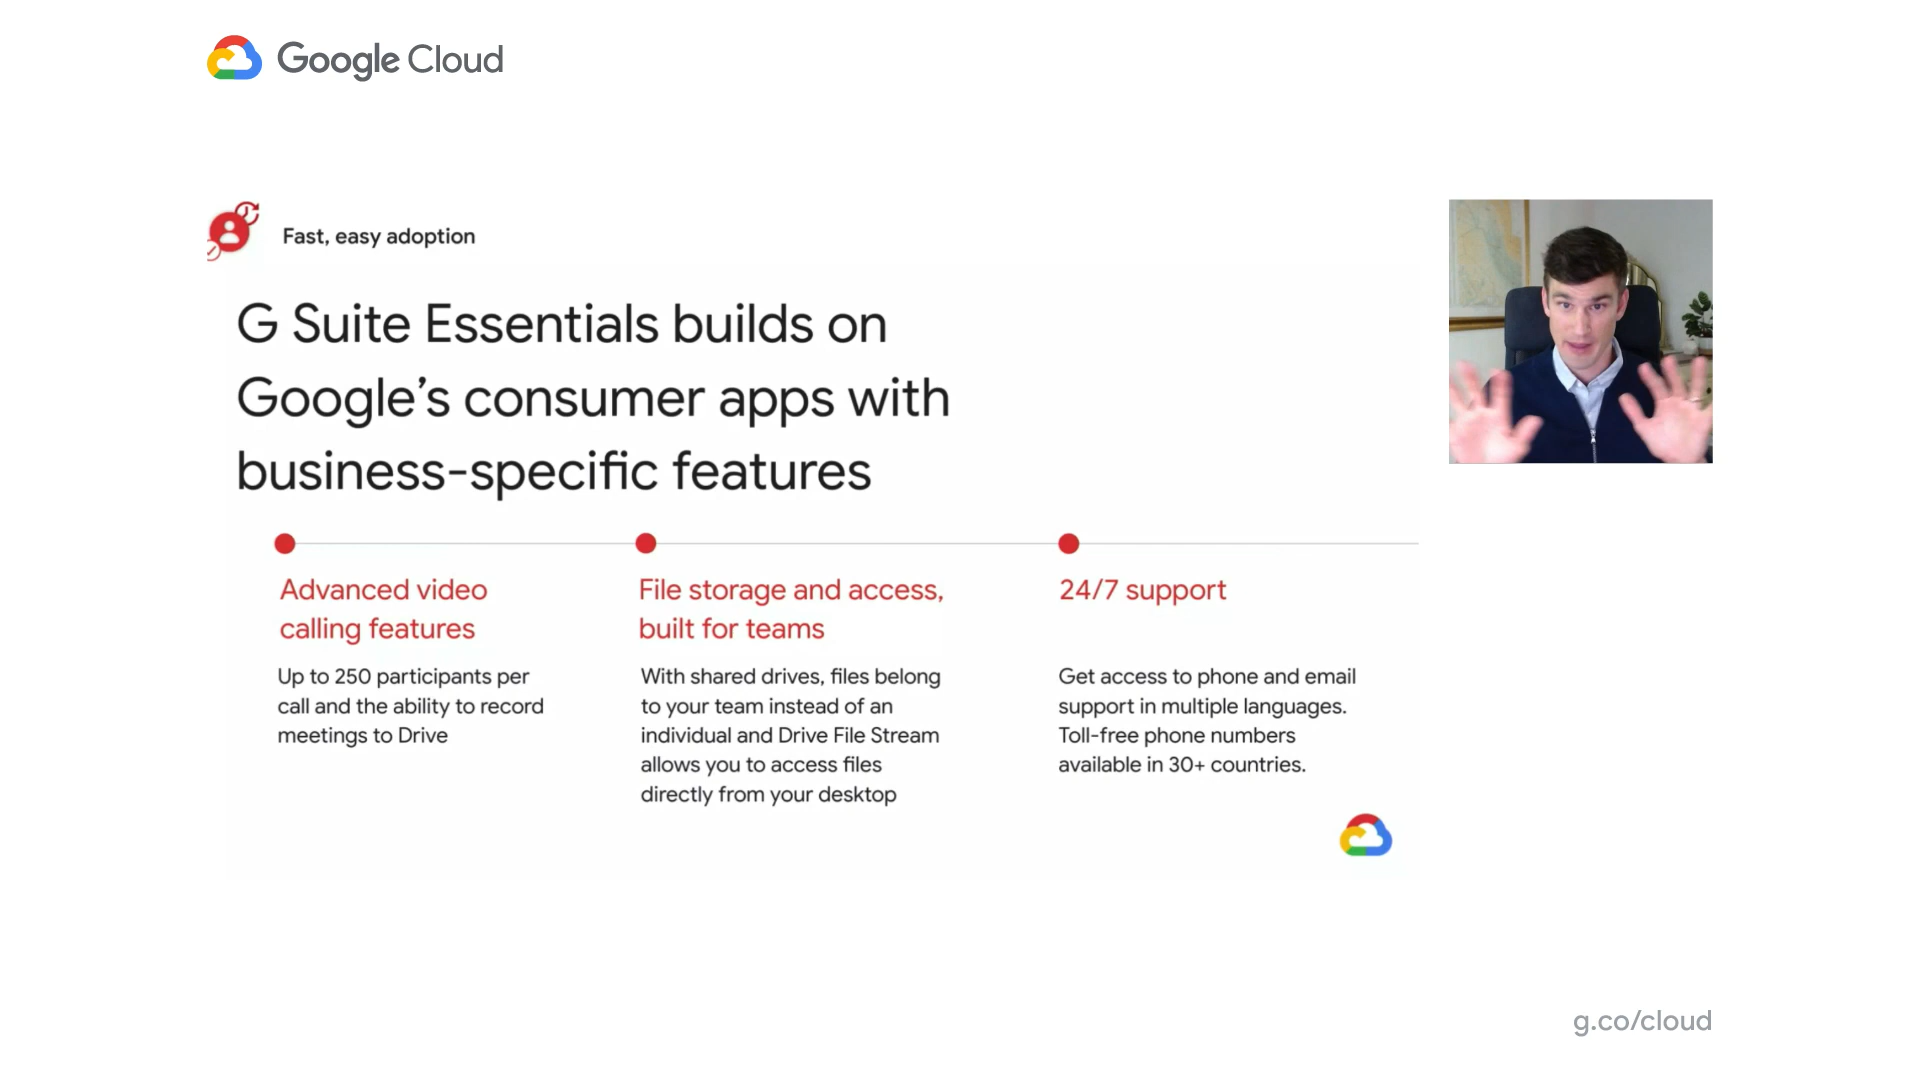 Google Cloud
Fast, easy adoption
G Suite Essentials builds on
Google’s consumer apps with
business-specific features
Advanced video
calling features
Up to 250 participants per
call and the ability to record
meetings to Drive
File storage and access,
built for teams
With shared drives, files belong
to your team instead of an
individual and Drive File Stream
allows you to access files
directly from your desktop
24/7 support
Get access to phone and email
support in multiple languages.
Toll-free phone numbers
available in 30+ countries.
g.co/cloud